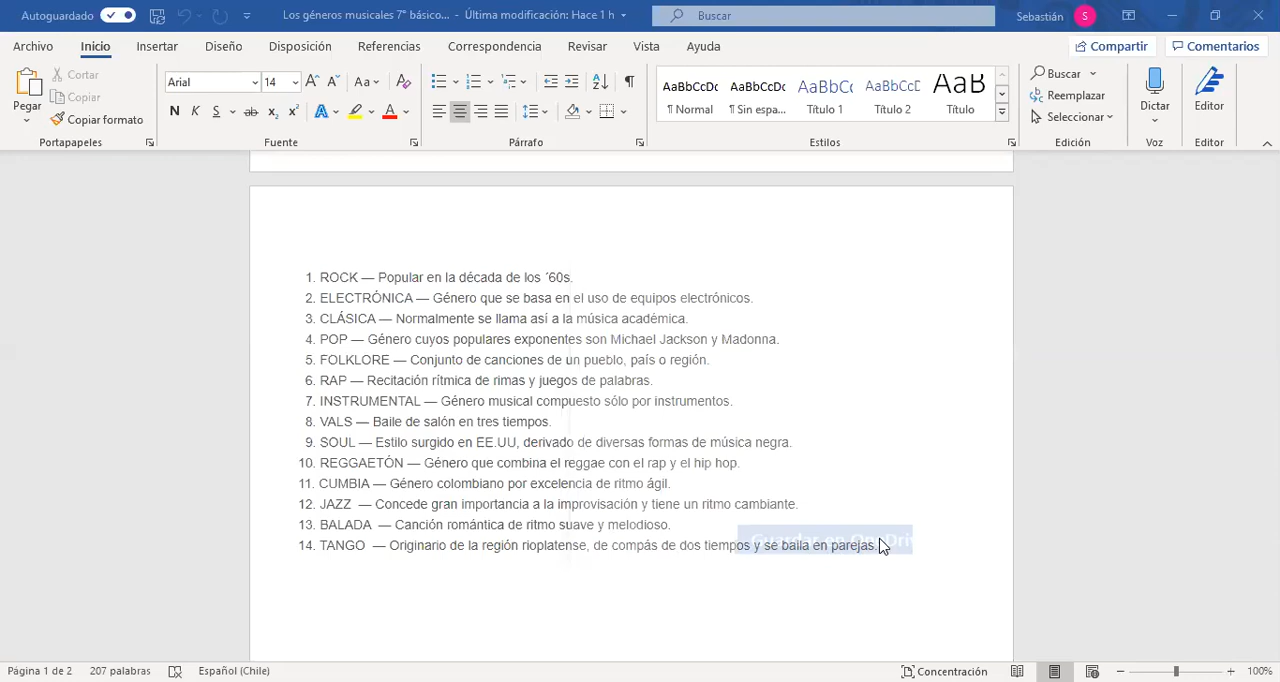 Autoguardado
Los géneros musicales 7° básico... - Última modificación: Hace 1 h
Buscar
Sebastián
S
Archivo
Inicio
Insertar
Diseño
Disposición
Referencias
Correspondencia
Revisar
Vista
Ayuda
Compartir
Comentarios
Pegar
Cortar
Copiar
Copiar formato
Portapapeles
Arial
14
Aa
N
K
S
ab
x₂
x²
A
A
Fuente
Párrafo
AaBbCcDc
¶ Normal
AaBbCcDc
¶ Sin espa...
AaBbCc
Título 1
AaBbCcD
Título 2
AaB
Título
Estilos
Buscar
Reemplazar
Seleccionar
Edición
Dictar
Voz
Editor
Editor
1. ROCK — Popular en la década de los ´60s.
2. ELECTRÓNICA — Género que se basa en el uso de equipos electrónicos.
3. CLÁSICA — Normalmente se llama así a la música académica.
4. POP — Género cuyos populares exponentes son Michael Jackson y Madonna.
5. FOLKLORE — Conjunto de canciones de un pueblo, país o región.
6. RAP — Recitación rítmica de rimas y juegos de palabras.
7. INSTRUMENTAL — Género musical compuesto sólo por instrumentos.
8. VALS — Baile de salón en tres tiempos.
9. SOUL — Estilo surgido en EE.UU, derivado de diversas formas de música negra.
10. REGGAETÓN — Género que combina el reggae con el rap y el hip hop.
11. CUMBIA — Género colombiano por excelencia de ritmo ágil.
12. JAZZ — Concede gran importancia a la improvisación y tiene un ritmo cambiante.
13. BALADA — Canción romántica de ritmo suave y melodioso.
14. TANGO — Originario de la región rioplatense, de compás de dos tiempos y se baila en parejas.
Guardar en OneDriv
Página 1 de 2
207 palabras
Español (Chile)
Concentración
100%